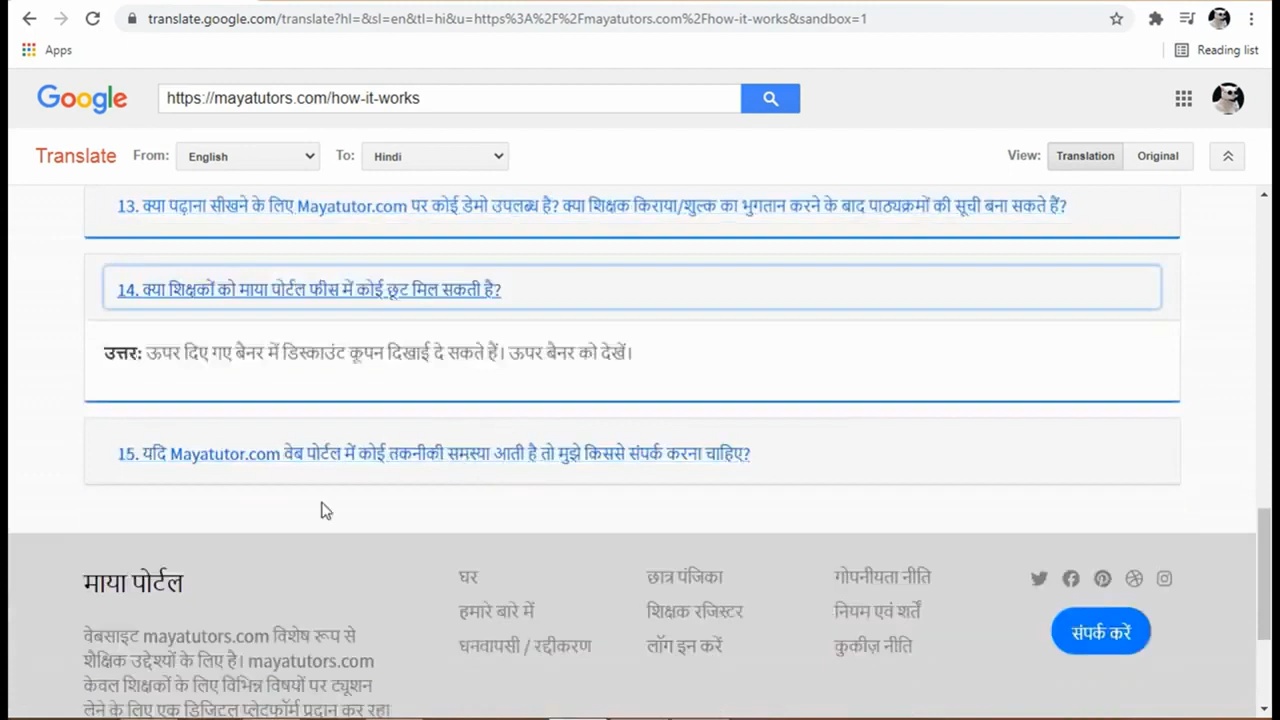 translate.google.com/translate?hl=&sl=en&tl=hi&u=https%3A%2F%2Fmayatutors.com%2Fhow-it-works&sandbox=1
Apps
Reading list
Google
https://mayatutors.com/how-it-works
Translate From: English To: Hindi View: Translation Original
13. क्या पढ़ाना सीखने के लिए Mayatutor.com पर कोई डेमो उपलब्ध है? क्या शिक्षक किराया/शुल्क का भुगतान करने के बाद पाठ्यक्रमों की सूची बना सकते हैं?
14. क्या शिक्षकों को माया पोर्टल फीस में कोई छूट मिल सकती है?
उत्तर: ऊपर दिए गए बैनर में डिस्काउंट कूपन दिखाई दे सकते हैं। ऊपर बैनर को देखें।
15. यदि Mayatutor.com वेब पोर्टल में कोई तकनीकी समस्या आती है तो मुझे किससे संपर्क करना चाहिए?
माया पोर्टल
वेबसाइट mayatutors.com विशेष रूप से
शैक्षिक उद्देश्यों के लिए है। mayatutors.com
केवल शिक्षकों के लिए विभिन्न विषयों पर ट्यूशन
लेने के लिए एक डिजिटल प्लेटफॉर्म प्रदान कर रहा
घर
हमारे बारे में
धनवापसी / रद्दीकरण
छात्र पंजिका
शिक्षक रजिस्टर
लॉग इन करें
गोपनीयता नीति
नियम एवं शर्तें
कुकीज़ नीति
संपर्क करें